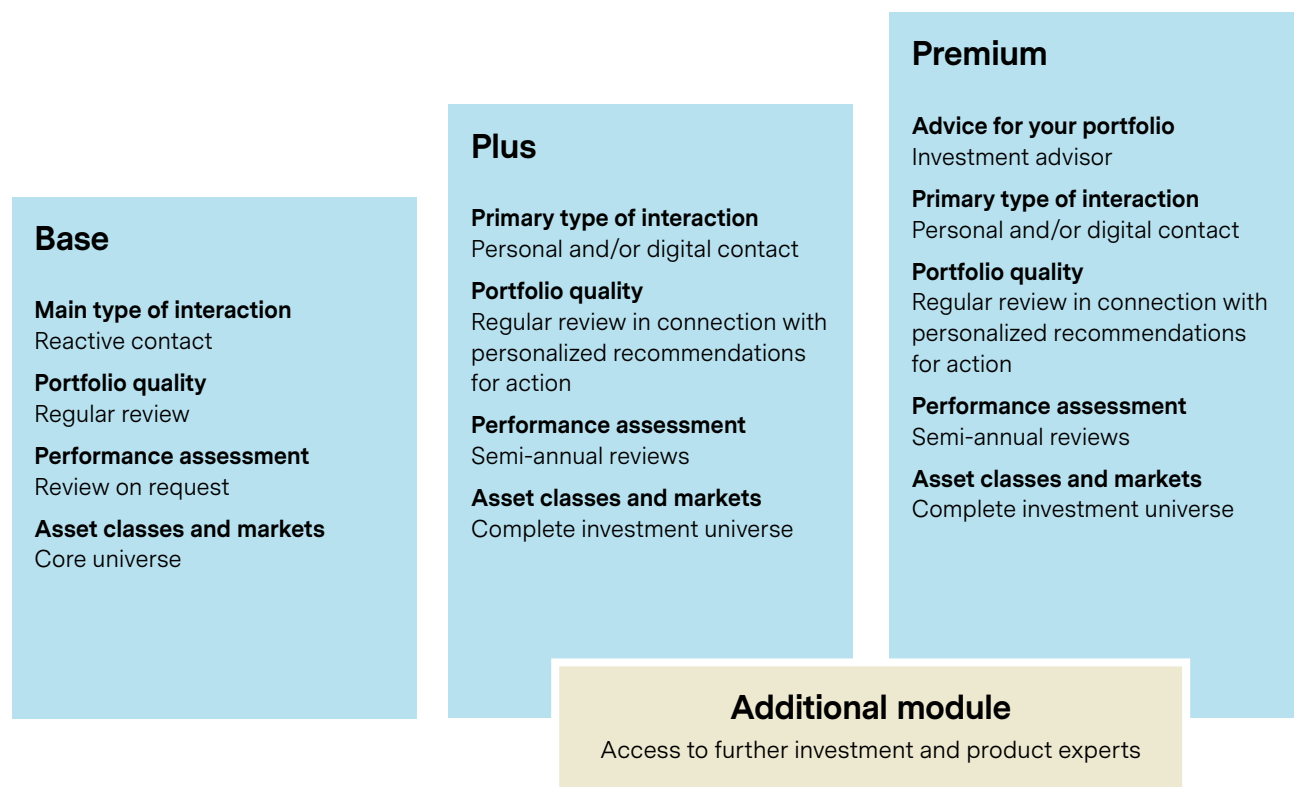 Base
Main type of interaction
Reactive contact
Portfolio quality
Regular review
Performance assessment
Review on request
Asset classes and markets
Core universe
Plus
Primary type of interaction
Personal and/or digital contact
Portfolio quality
Regular review in connection with
personalized recommendations
for action
Performance assessment
Semi-annual reviews
Asset classes and markets
Complete investment universe
Premium
Advice for your portfolio
Investment advisor
Primary type of interaction
Personal and/or digital contact
Portfolio quality
Regular review in connection with
personalized recommendations
for action
Performance assessment
Semi-annual reviews
Asset classes and markets
Complete investment universe
Additional module
Access to further investment and product experts